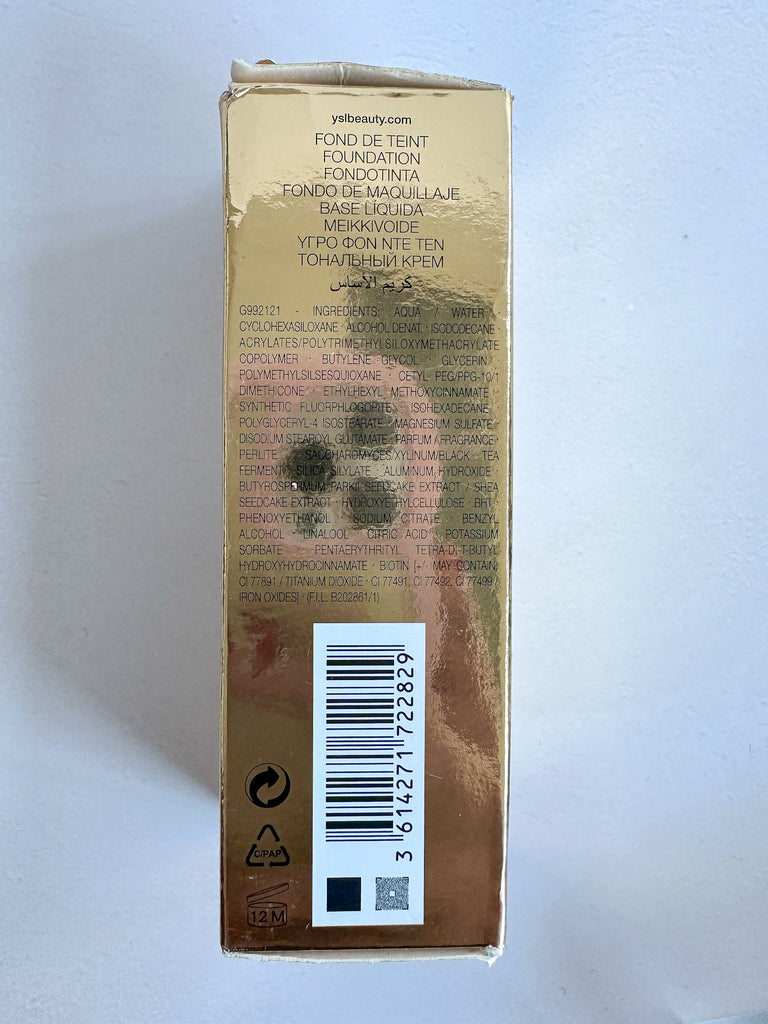 yslbeauty.com
FOND DE TEINT
FOUNDATION
FONDOTINTA
FONDO DE MAQUILLAJE
BASE LÍQUIDA
MEIKKIVOIDE
ΥΓΡΟ ΦΟΝ ΝΤΕ ΤΕΝ
ТОНАЛЬНЫЙ КРЕМ
كريم الأساس
G992121 - INGREDIENTS: AQUA / WATER ·
CYCLOHEXASILOXANE · ALCOHOL DENAT. · ISODODECANE ·
ACRYLATES/POLYTRIMETHYLSILOXYMETHACRYLATE
COPOLYMER · BUTYLENE GLYCOL · GLYCERIN ·
POLYMETHYLSILSESQUIOXANE · CETYL PEG/PPG-10/1
DIMETHICONE · ETHYLHEXYL METHOXYCINNAMATE ·
SYNTHETIC FLUORPHLOGOPITE · ISOHEXADECANE ·
POLYGLYCERYL-4 ISOSTEARATE · MAGNESIUM SULFATE ·
DISODIUM STEAROYL GLUTAMATE · PARFUM / FRAGRANCE ·
PERLITE · SACCHAROMYCES/XYLINUM/BLACK TEA
FERMENT · SILICA SILYLATE · ALUMINUM HYDROXIDE ·
BUTYROSPERMUM PARKII SEEDCAKE EXTRACT / SHEA
SEEDCAKE EXTRACT · HYDROXYETHYLCELLULOSE · BHT ·
PHENOXYETHANOL · SODIUM CITRATE · BENZYL
ALCOHOL · LINALOOL · CITRIC ACID · POTASSIUM
SORBATE · PENTAERYTHRITYL TETRA-DI-T-BUTYL
HYDROXYHYDROCINNAMATE · BIOTIN [+/- MAY CONTAIN:
CI 77891 / TITANIUM DIOXIDE · CI 77491, CI 77492, CI 77499 /
IRON OXIDES] · (F.I.L. B202861/1)
3 614271 722829
C/PAP
12 M